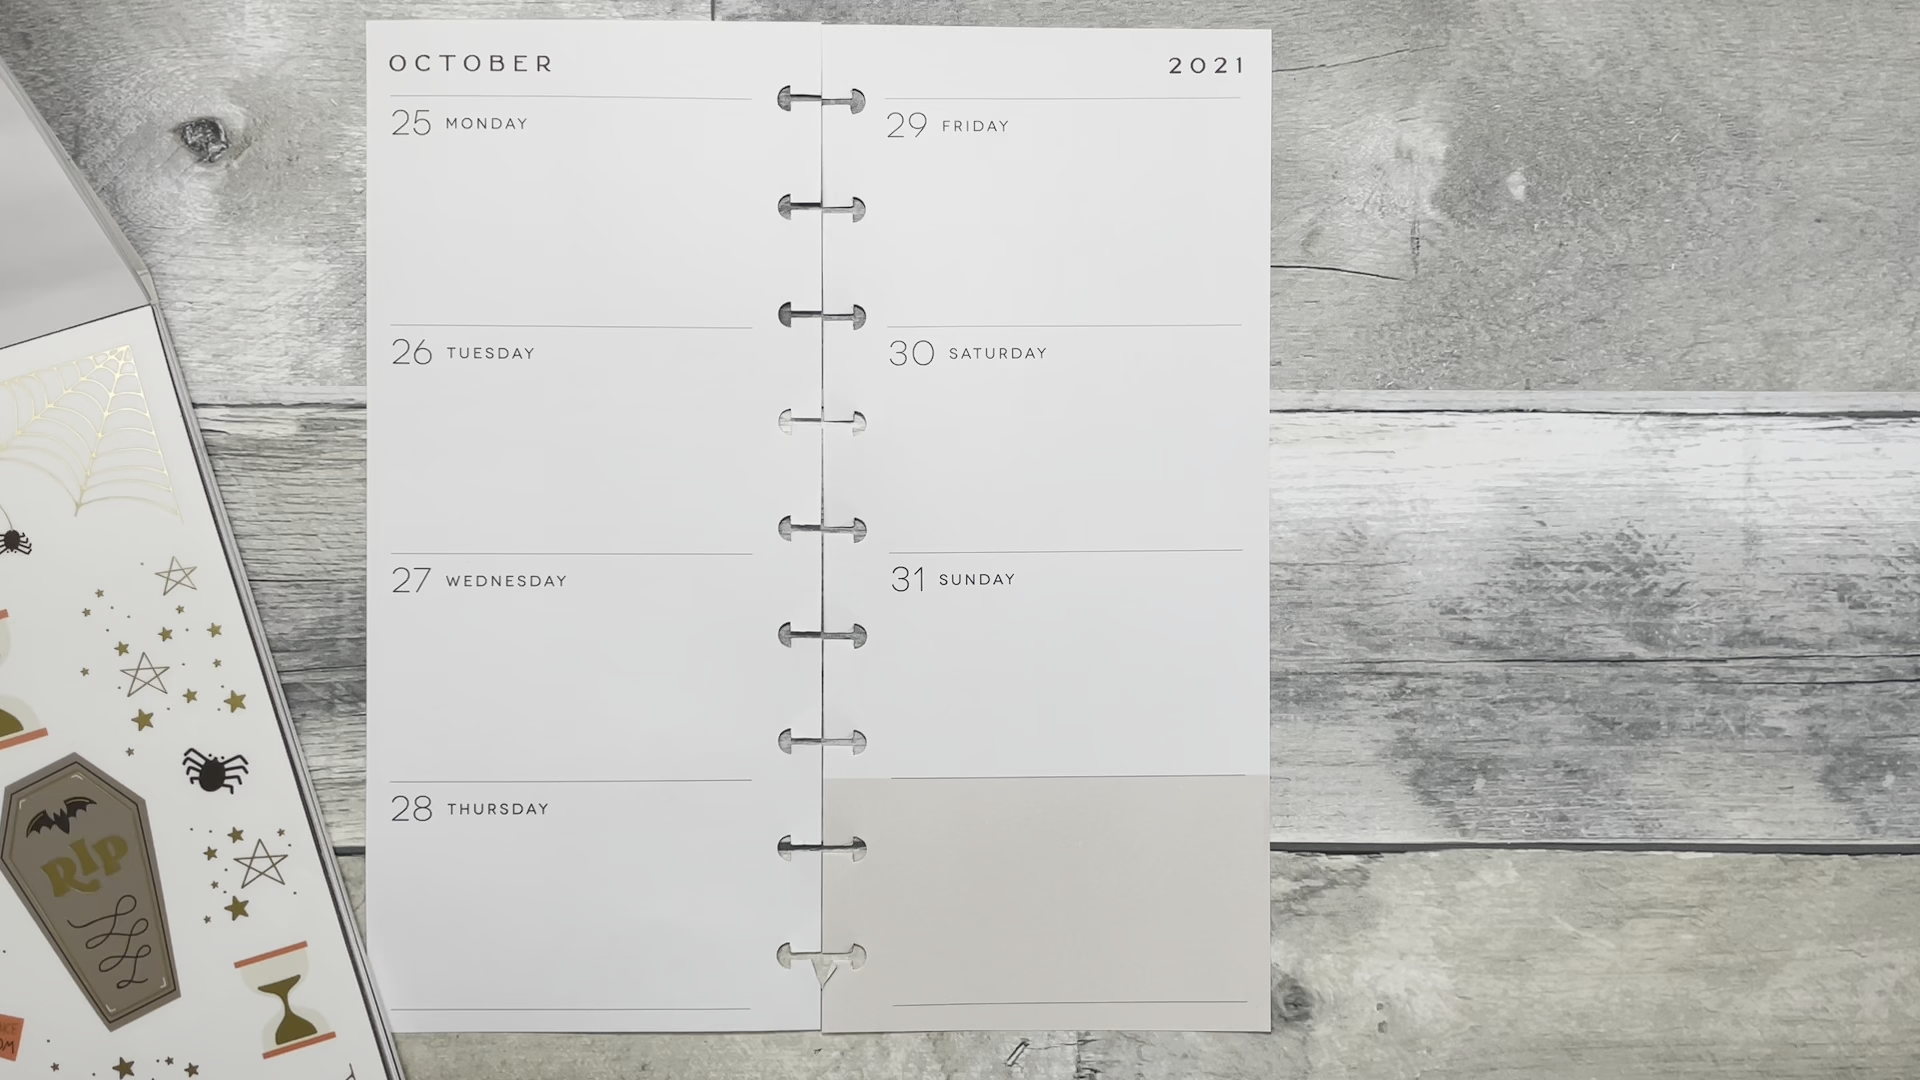 OCTOBER
2021
25 MONDAY
26 TUESDAY
27 WEDNESDAY
28 THURSDAY
29 FRIDAY
30 SATURDAY
31 SUNDAY
RIP